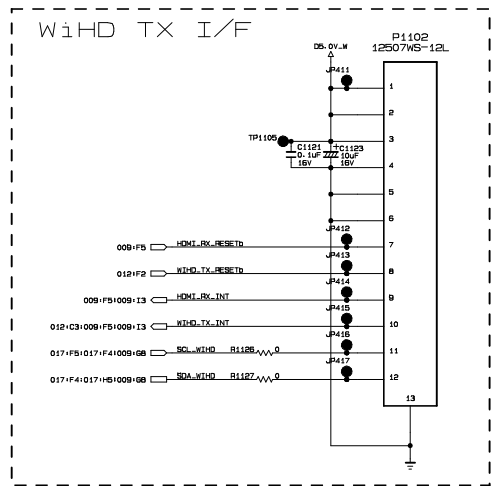 WiHD TX I/F
P1102
12507WS-12L
D5.0V_W
JP411
1
2
TP1105
3
C1121
0.1uF
16V
C1123
10uF
16V
4
5
6
JP412
009:F5
HDMI_RX_RESETb
7
JP413
012:F2
WIHD_TX_RESETb
8
JP414
009:F5;009:I3
HDMI_RX_INT
9
JP415
012:C3;009:F5;009:I3
WIHD_TX_INT
10
JP416
017:F5;017:F4;009:G8
SCL_WIHD
R1126
0
11
JP417
017:F4;017:H5;009:G8
SDA_WIHD
R1127
0
12
13